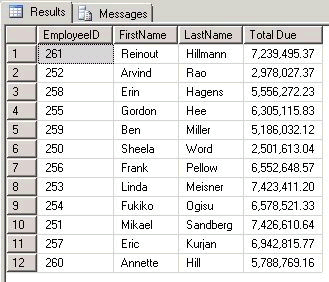 Results Messages
EmployeeID FirstName LastName Total Due
1 261 Reinout Hillmann 7,239,495.37
2 252 Arvind Rao 2,978,027.37
3 258 Erin Hagens 5,556,272.23
4 255 Gordon Hee 6,305,115.83
5 259 Ben Miller 5,186,032.12
6 250 Sheela Word 2,501,613.04
7 256 Frank Pellow 6,552,648.57
8 253 Linda Meisner 7,423,411.20
9 254 Fukiko Ogisu 6,578,521.33
10 251 Mikael Sandberg 7,426,610.64
11 257 Eric Kurjan 6,942,815.77
12 260 Annette Hill 5,788,769.16